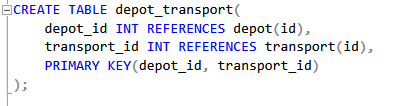 CREATE TABLE depot_transport(
    depot_id INT REFERENCES depot(id),
    transport_id INT REFERENCES transport(id),
    PRIMARY KEY(depot_id, transport_id)
);